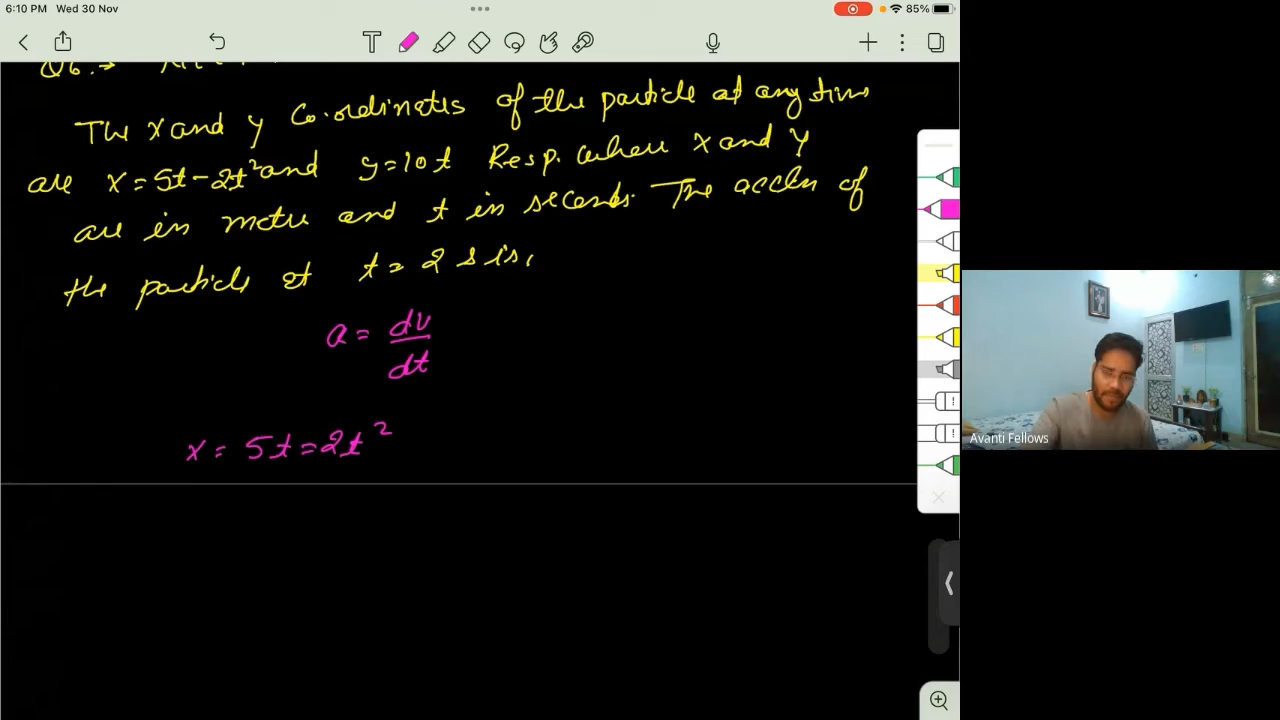 6:10 PM Wed 30 Nov
85%
T
Q6.→
The x and y Co-ordinates of the particle at any time
are x = 5t - 2t² and y = 10t Resp. where x and y
are in metre and t in seconds. The accln of
the particle at t = 2 s is,
a = dv
dt
x = 5t = 2t²
Avanti Fellows